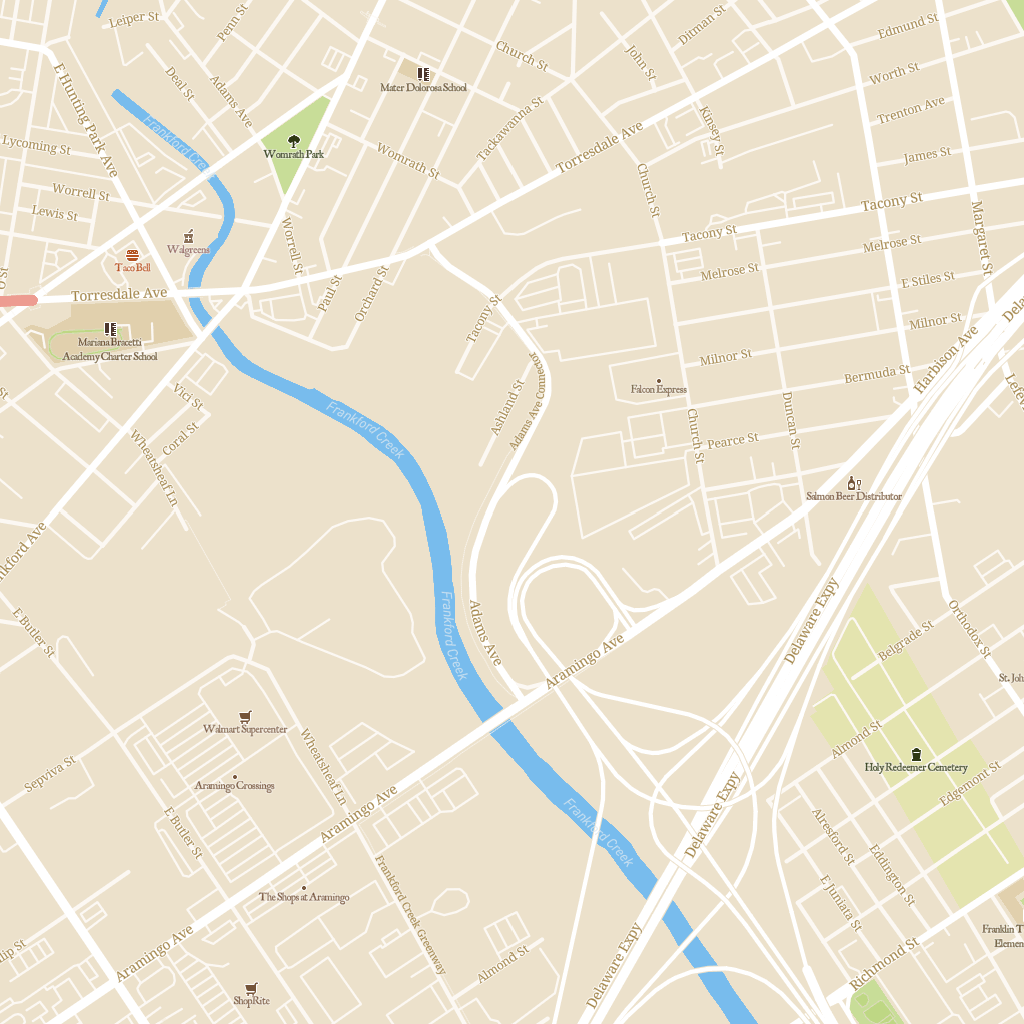 Leiper St
Penn St
Church St
Ditman St
Edmund St
John St
E Hunting Park Ave
Deal St
Adams Ave
Mater Dolorosa School
Worth St
Trenton Ave
Kinsey St
Tackawanna St
Torresdale Ave
Frankford Creek
Womrath Park
Womrath St
Lycoming St
James St
Church St
Worrell St
Tacony St
Lewis St
Margaret St
Worrell St
Tacony St
Melrose St
Walgreens
Taco Bell
Melrose St
E Stiles St
Torresdale Ave
Paul St
Orchard St
Tacony St
Milnor St
Mariana Bracetti
Academy Charter School
Milnor St
Harbison Ave
Bermuda St
Falcon Express
Vici St
Ashland St
Adams Ave Connector
Frankford Creek
Duncan St
Church St
Pearce St
Coral St
Wheatsheaf Ln
Salmon Beer Distributor
Frankford Creek
Adams Ave
Delaware Expy
E Butler St
Orthodox St
Belgrade St
Aramingo Ave
Walmart Supercenter
Almond St
Holy Redeemer Cemetery
Sepviva St
Wheatsheaf Ln
Aramingo Crossings
Edgemont St
Aramingo Ave
Delaware Expy
E Butler St
Frankford Creek
Alresford St
Eddington St
The Shops at Aramingo
E Juniata St
Frankford Creek Greenway
Aramingo Ave
Almond St
Delaware Expy
Richmond St
ShopRite